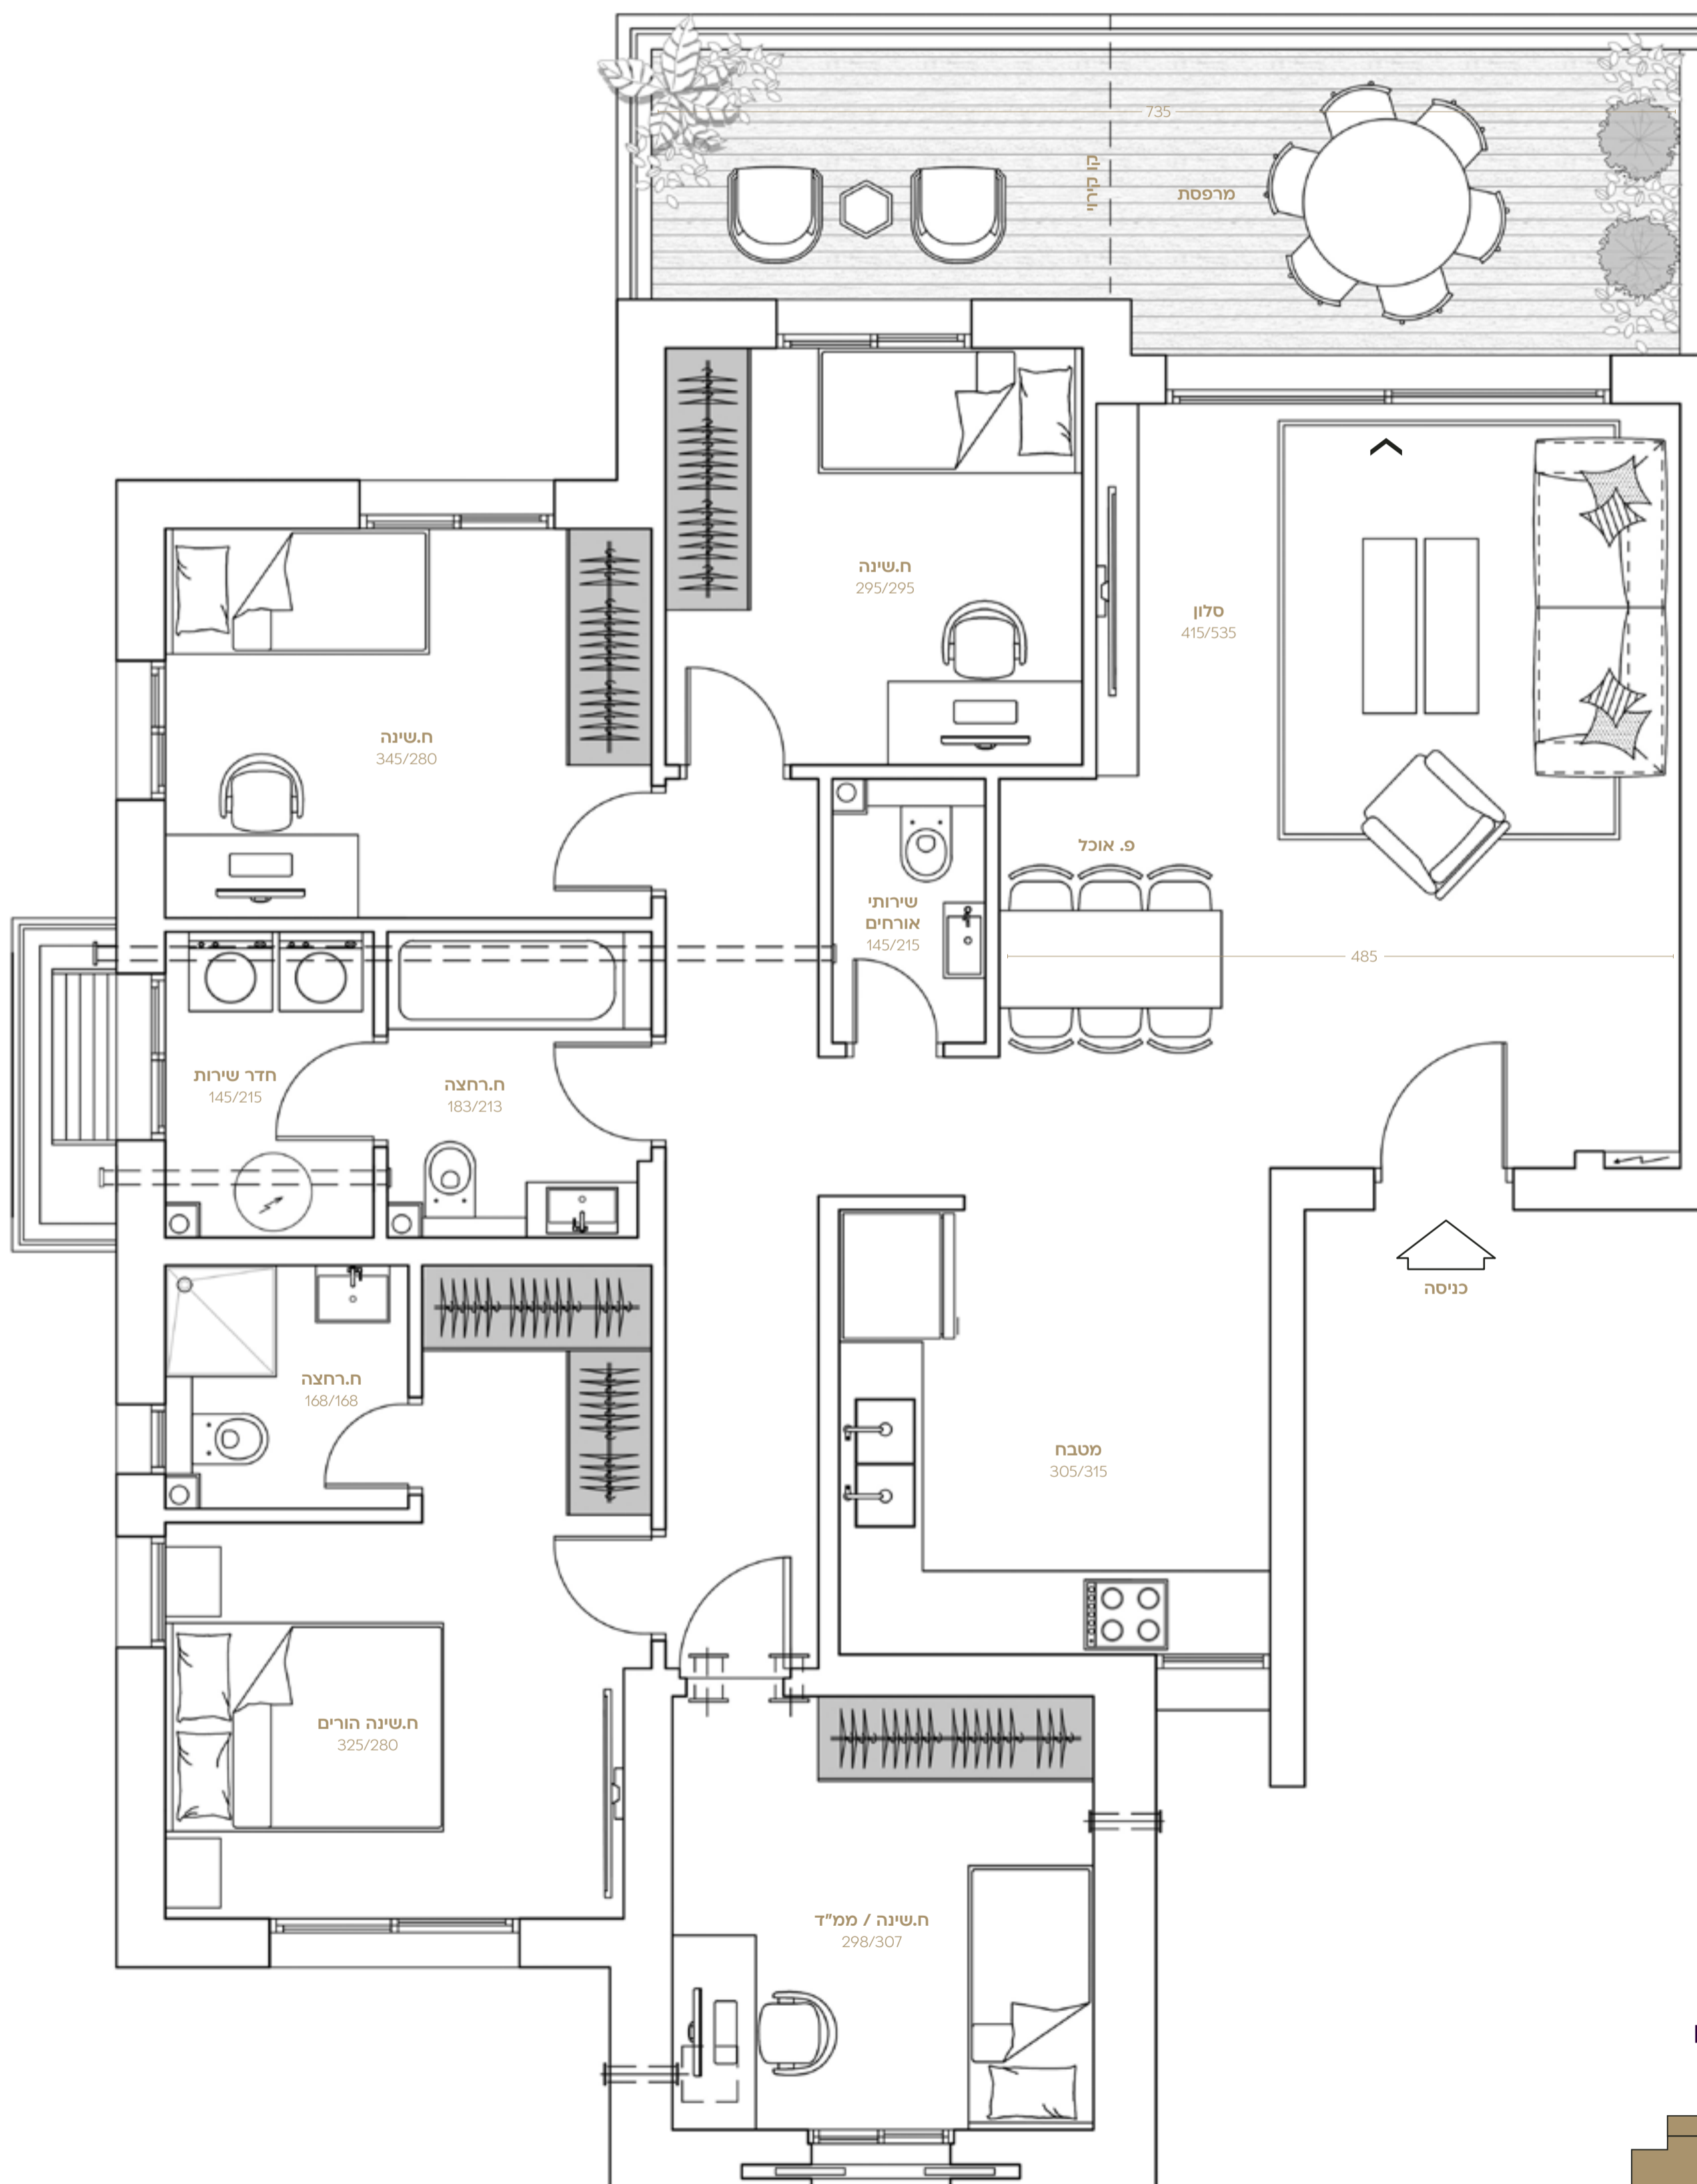 735
קו קירוי
מרפסת
ח.שינה
295/295
סלון
415/535
ח.שינה
345/280
פ. אוכל
שירותי
אורחים
145/215
485
חדר שירות
145/215
ח.רחצה
183/213
כניסה
ח.רחצה
168/168
מטבח
305/315
ח.שינה הורים
325/280
ח.שינה / ממ"ד
298/307